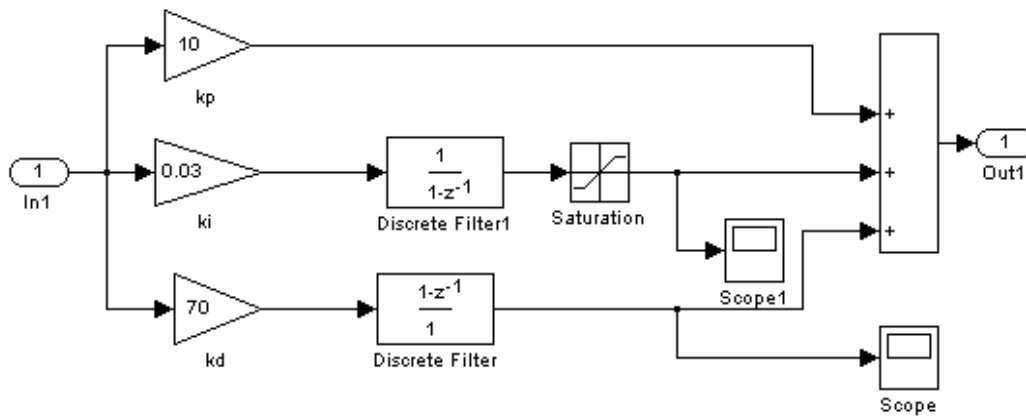 10
kp
+
1
In1
0.03
ki
1
1-z-1
Discrete Filter1
Saturation
+
1
Out1
+
Scope1
70
kd
1-z-1
1
Discrete Filter
Scope